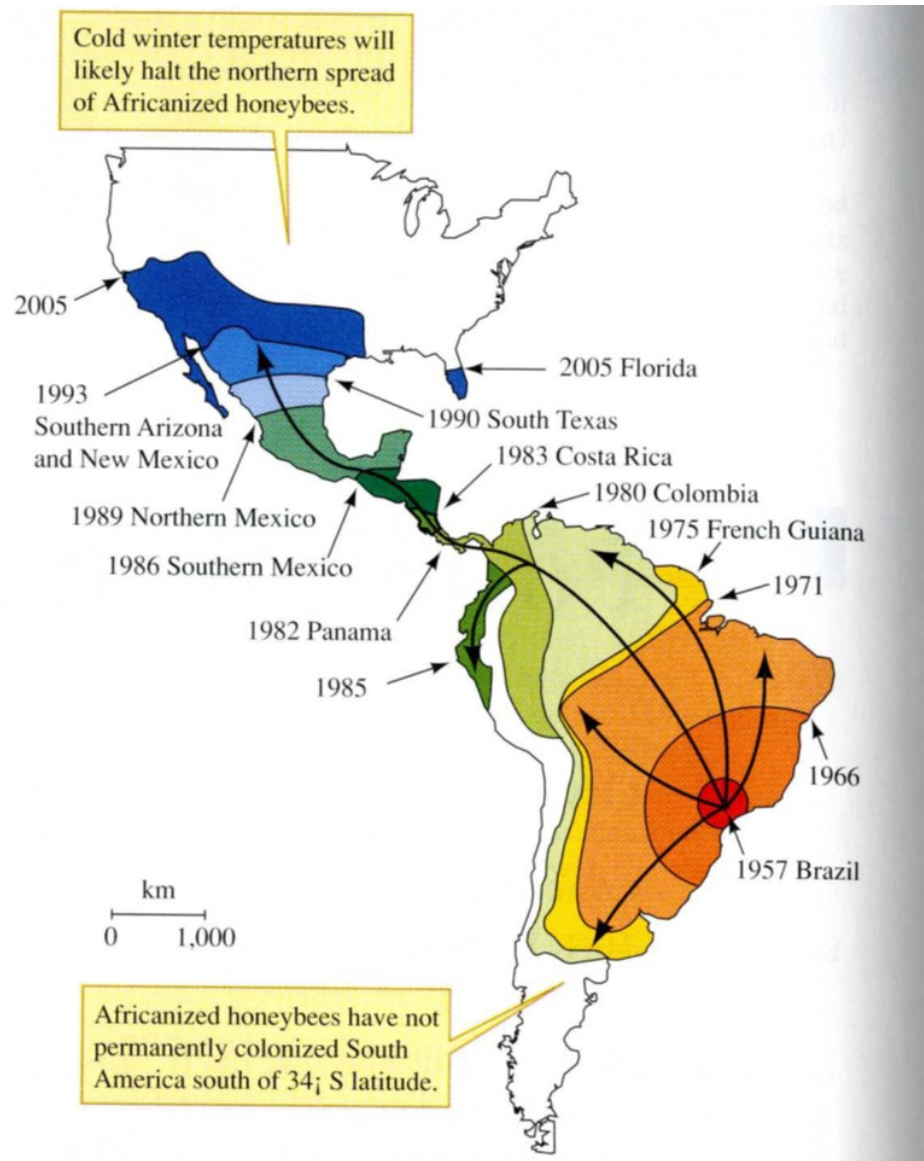 Cold winter temperatures will
likely halt the northern spread
of Africanized honeybees.
2005
2005 Florida
1993
Southern Arizona
and New Mexico
1990 South Texas
1983 Costa Rica
1980 Colombia
1989 Northern Mexico
1975 French Guiana
1986 Southern Mexico
1971
1982 Panama
1985
1966
1957 Brazil
km
0 1,000
Africanized honeybees have not
permanently colonized South
America south of 34¡ S latitude.